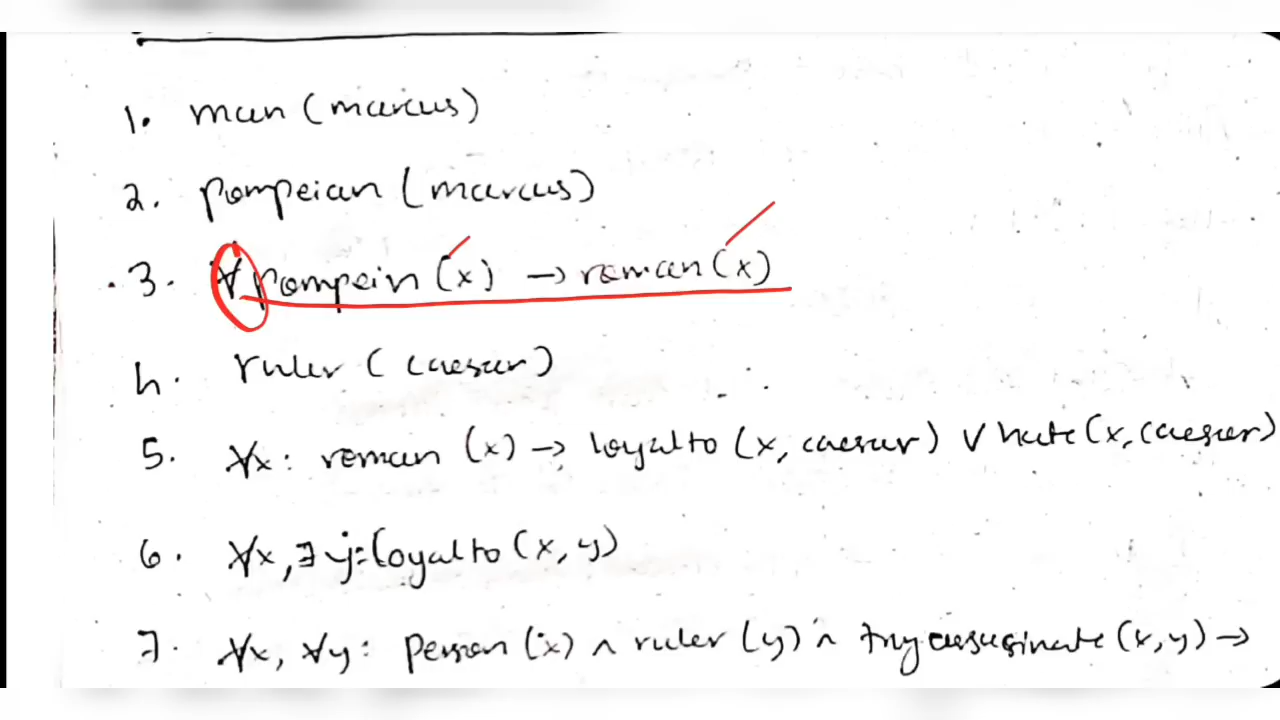 1. man (marcus)
2. pompeian (marcus)
3. ∀ pompein (x) → roman (x)
4. ruler (caesar)
5. ∀x: roman (x) → loyalto (x, caesar) V hate (x, caesar)
6. ∀x, ∃y: loyalto (x, y)
7. ∀x, ∀y: person (x) ∧ ruler (y) ∧ tryassasinate (x, y) →